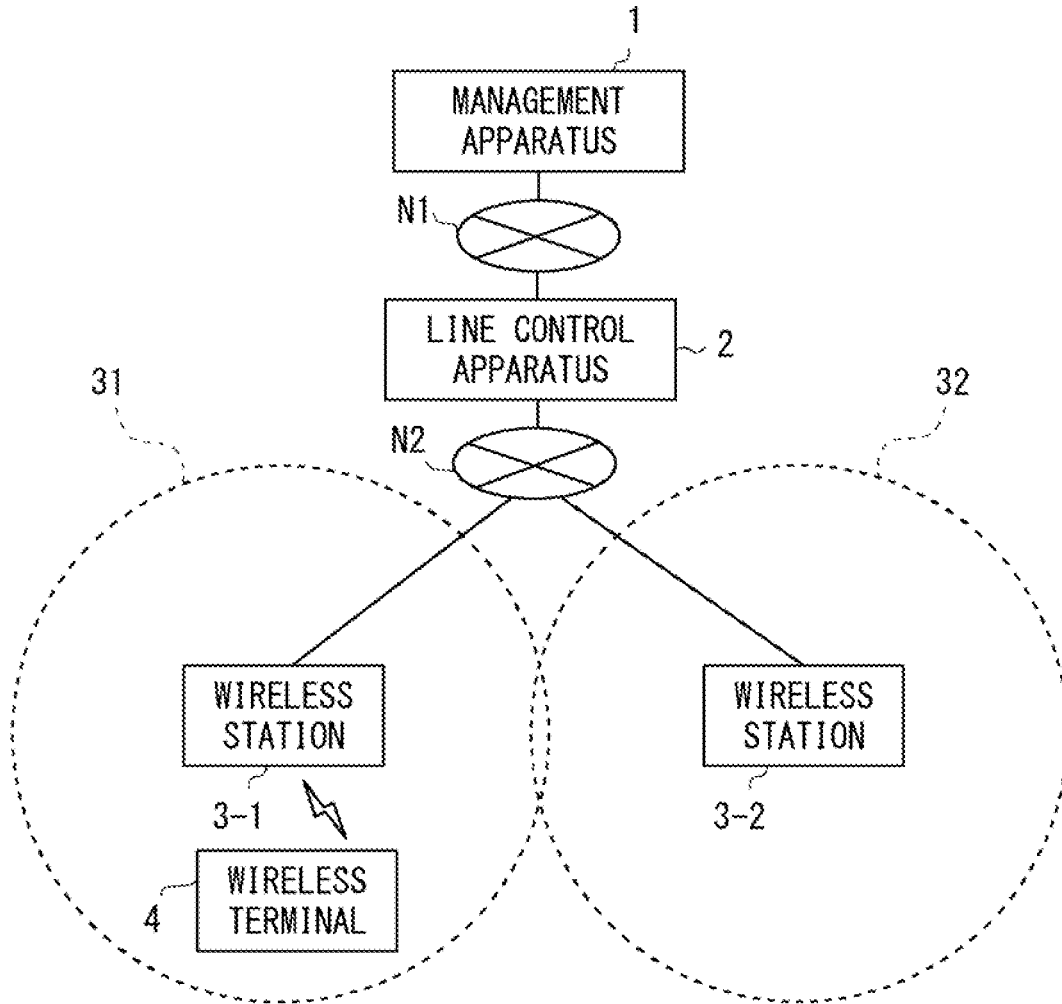 1
MANAGEMENT
APPARATUS
N1
LINE CONTROL
APPARATUS
2
31
32
N2
WIRELESS
STATION
3-1
WIRELESS
STATION
3-2
WIRELESS
TERMINAL
4